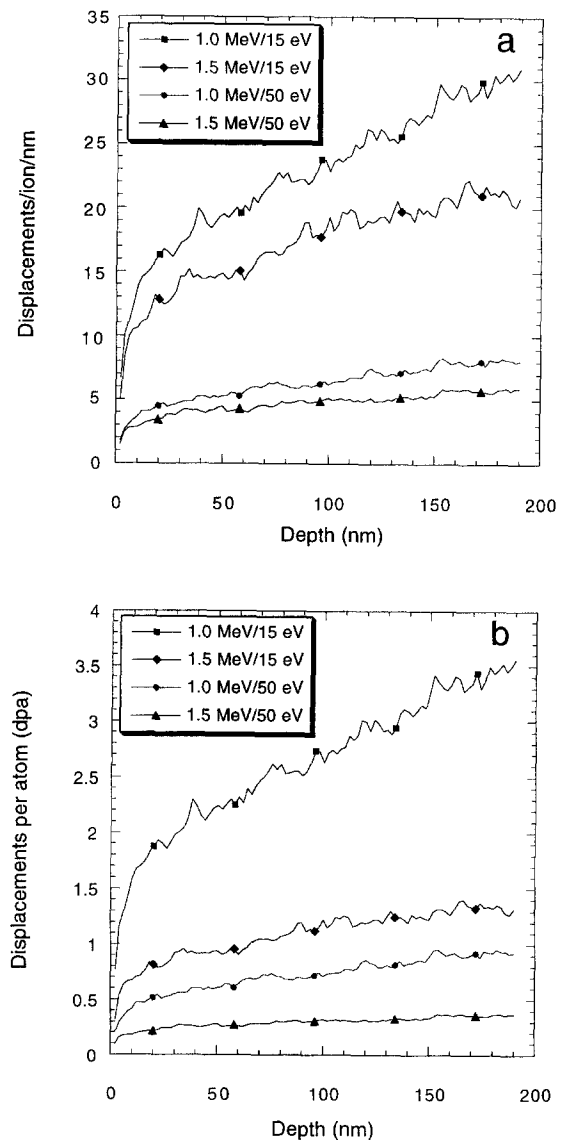 a
35
30
25
20
15
10
5
0
Displacements/ion/nm
1.0 MeV/15 eV
1.5 MeV/15 eV
1.0 MeV/50 eV
1.5 MeV/50 eV
0 50 100 150 200
Depth (nm)
b
4
3.5
3
2.5
2
1.5
1
0.5
0
Displacements per atom (dpa)
1.0 MeV/15 eV
1.5 MeV/15 eV
1.0 MeV/50 eV
1.5 MeV/50 eV
0 50 100 150 200
Depth (nm)